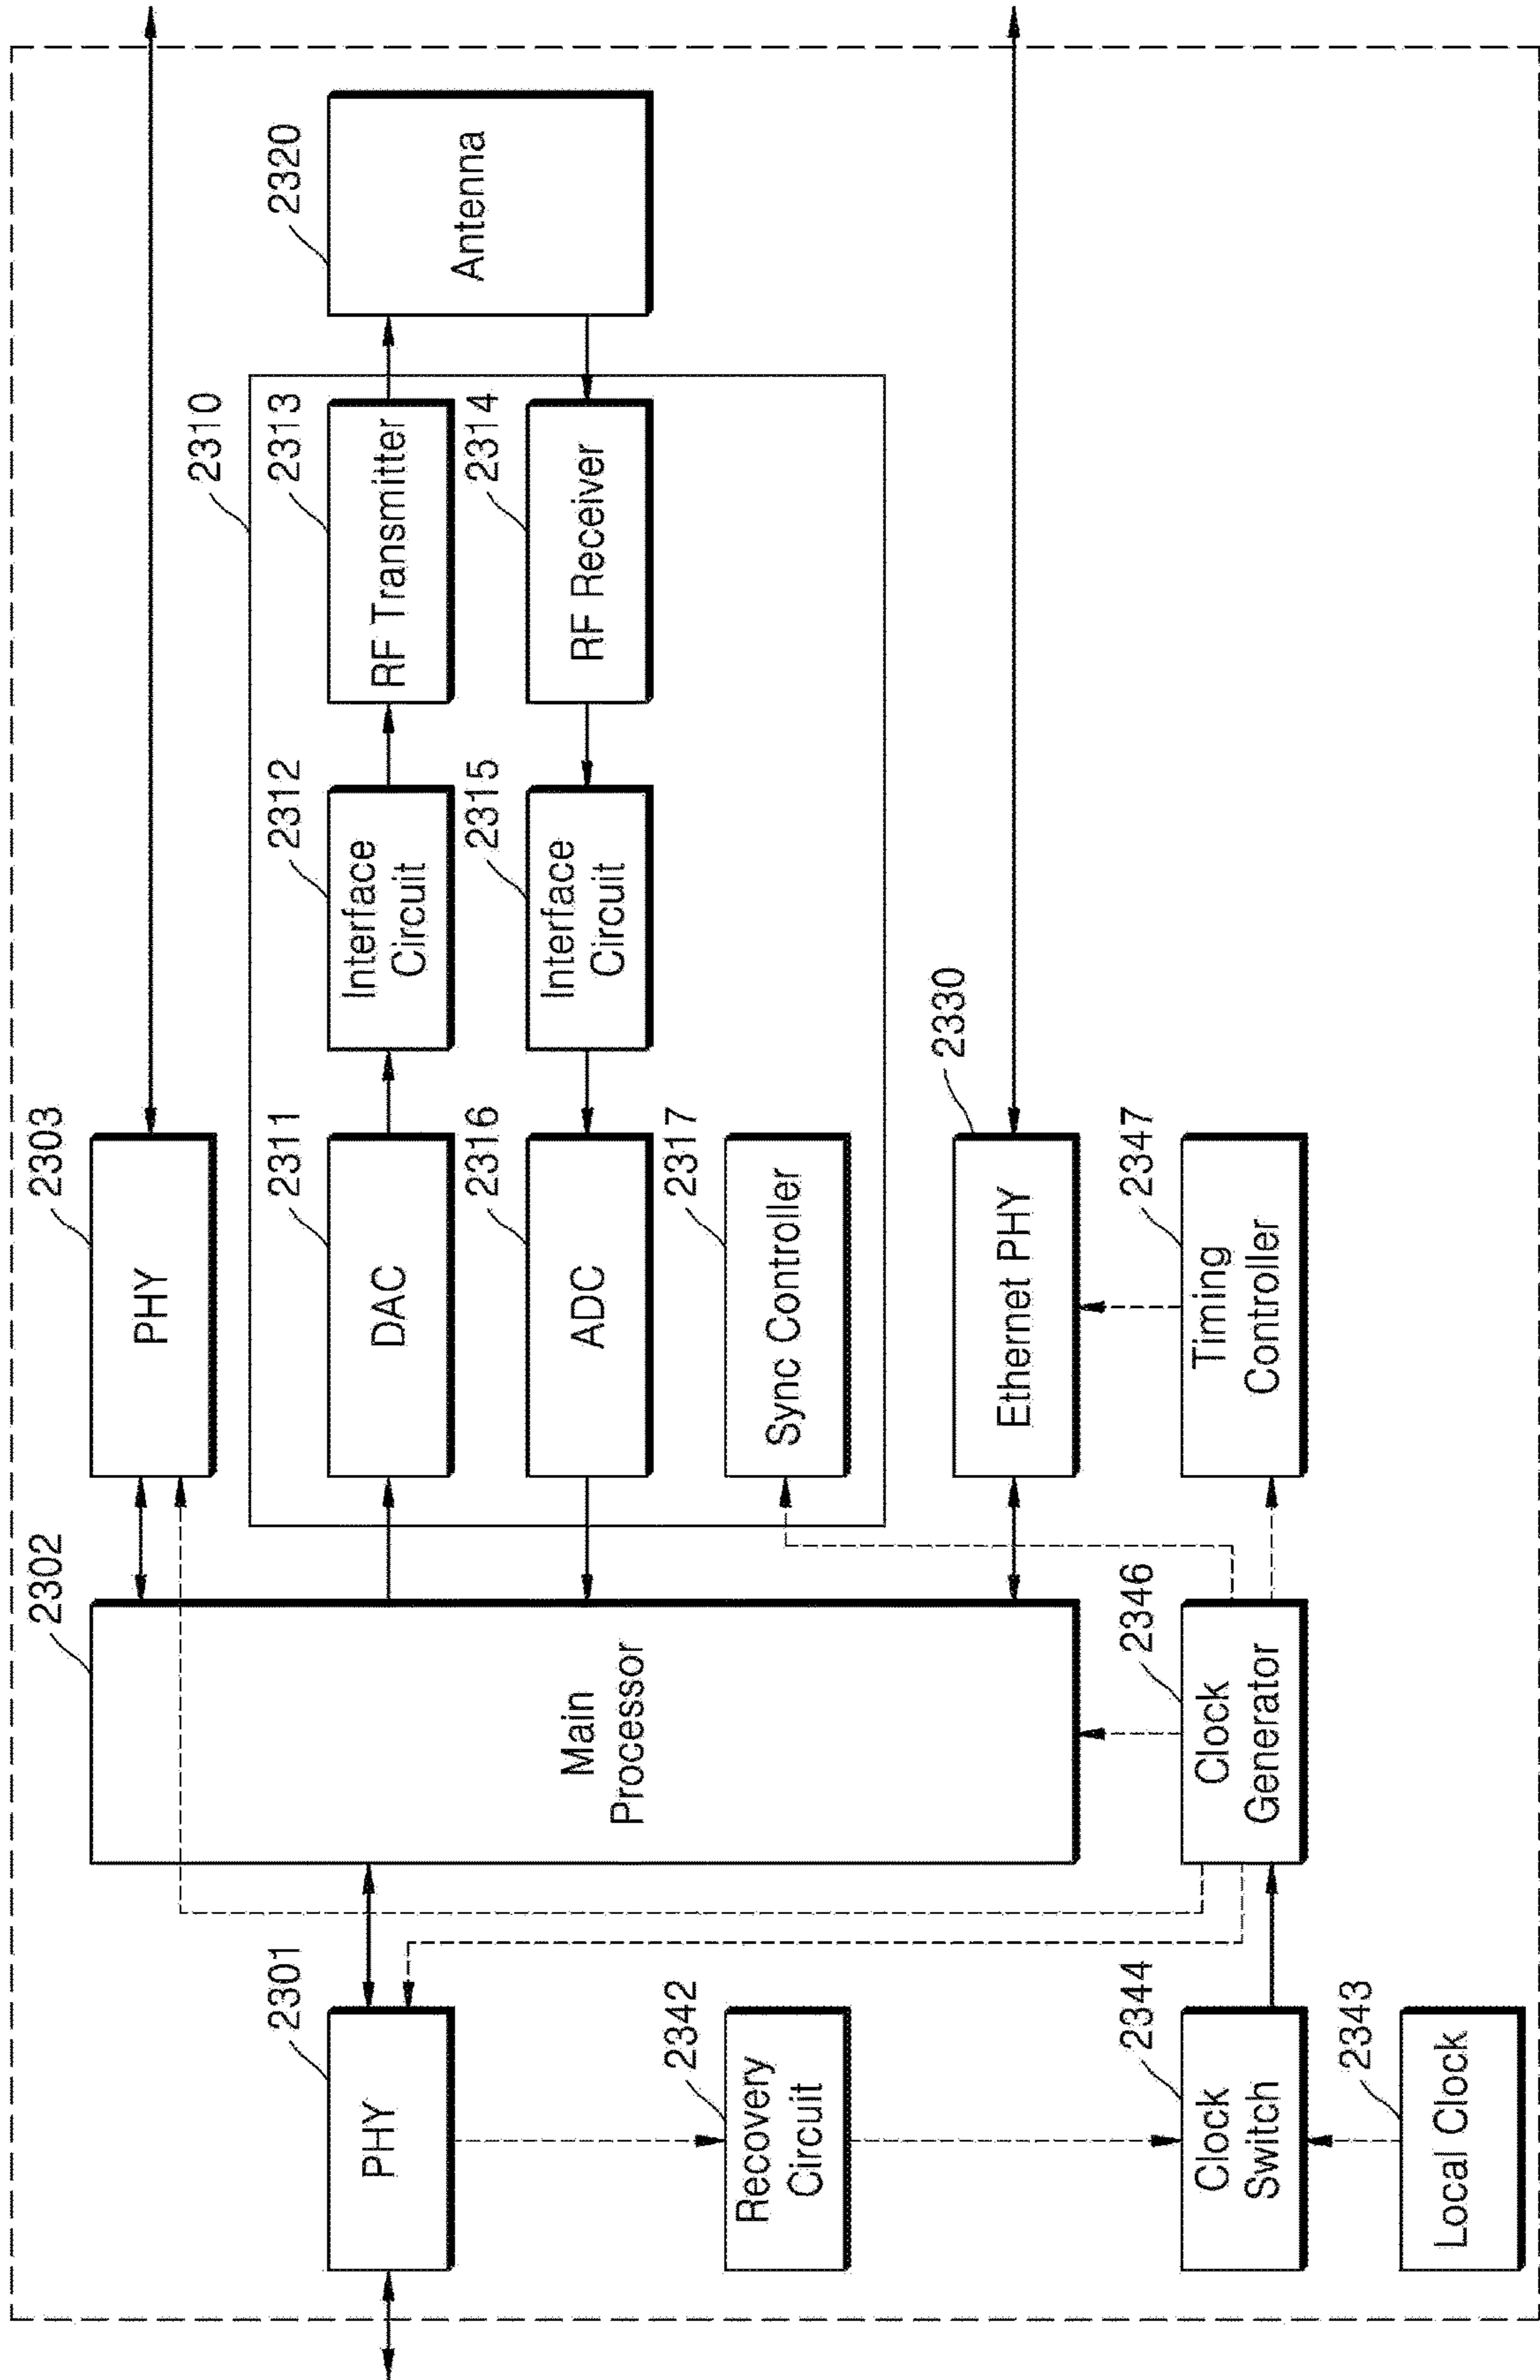 2301
PHY
2302
Main
Processor
2303
PHY
2310
2311
DAC
2312
Interface
Circuit
2313
RF Transmitter
2320
Antenna
2316
ADC
2315
Interface
Circuit
2314
RF Receiver
2317
Sync Controller
2342
Recovery
Circuit
2330
Ethernet PHY
2344
Clock
Switch
2346
Clock
Generator
2347
Timing
Controller
2343
Local Clock